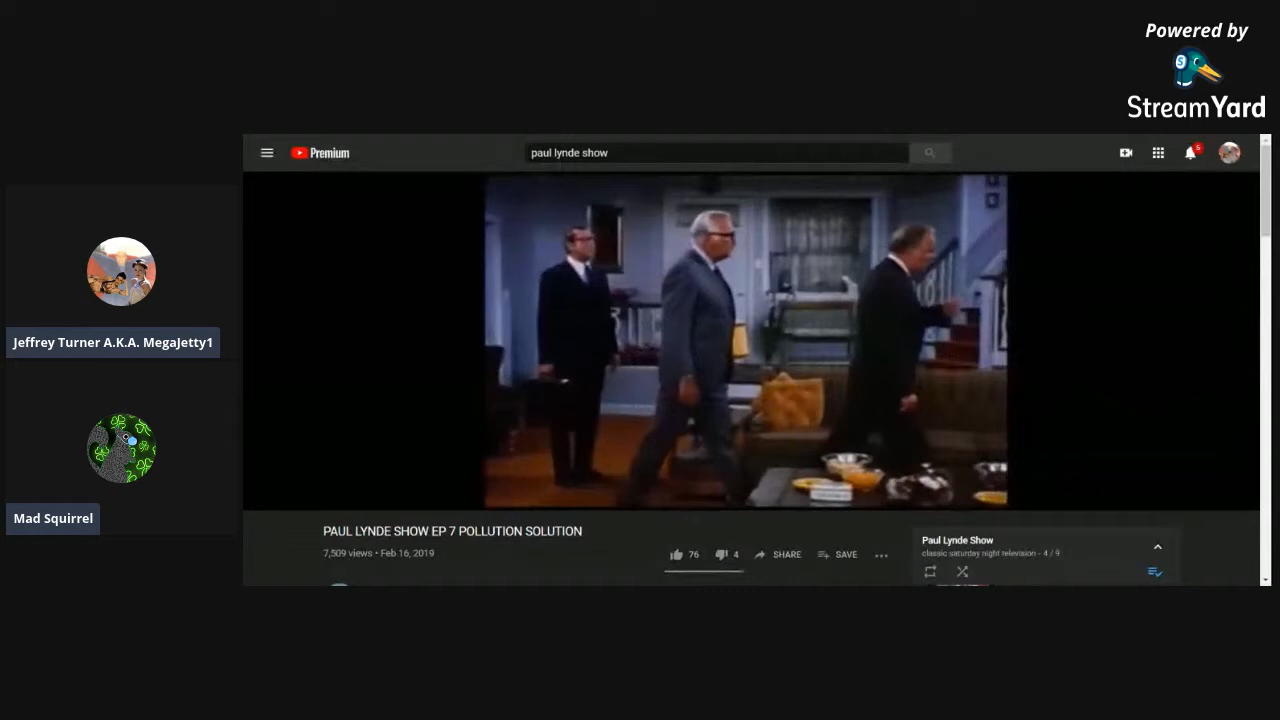 Powered by
StreamYard
Premium
paul lynde show
5
Jeffrey Turner A.K.A. MegaJetty1
Mad Squirrel
PAUL LYNDE SHOW EP 7 POLLUTION SOLUTION
7,509 views • Feb 16, 2019
76
4
SHARE
SAVE
Paul Lynde Show
classic saturday night television - 4 / 9